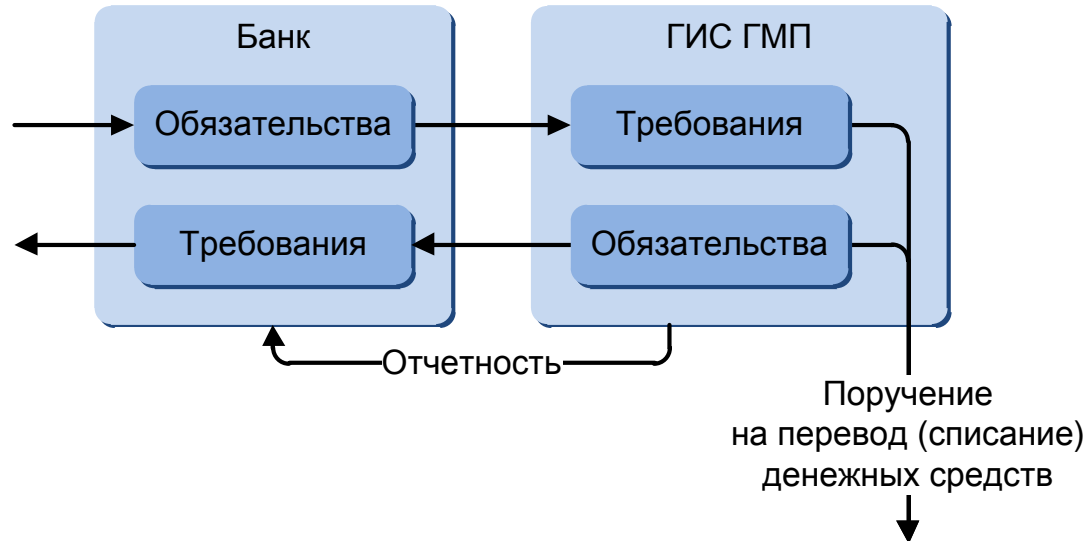 Банк
ГИС ГМП
Обязательства
Требования
Требования
Обязательства
Отчетность
Поручение
на перевод (списание)
денежных средств